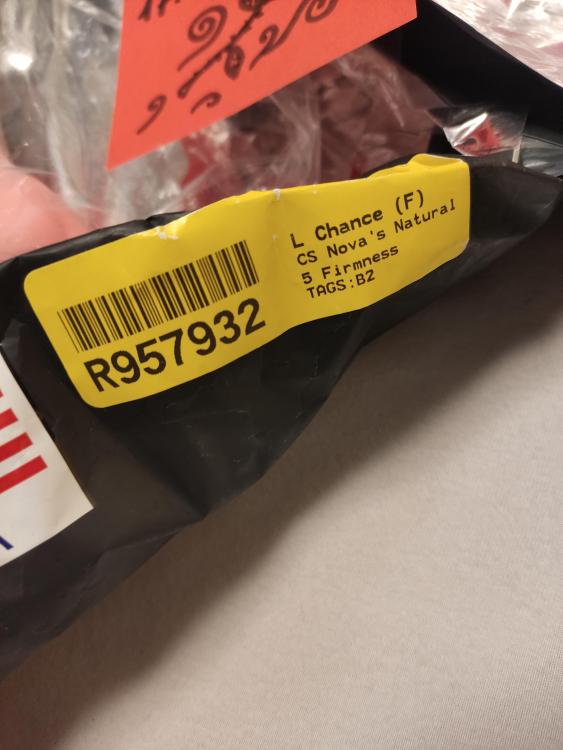 L Chance (F)
CS Nova's Natural
5 Firmness
TAGS:B2
R957932